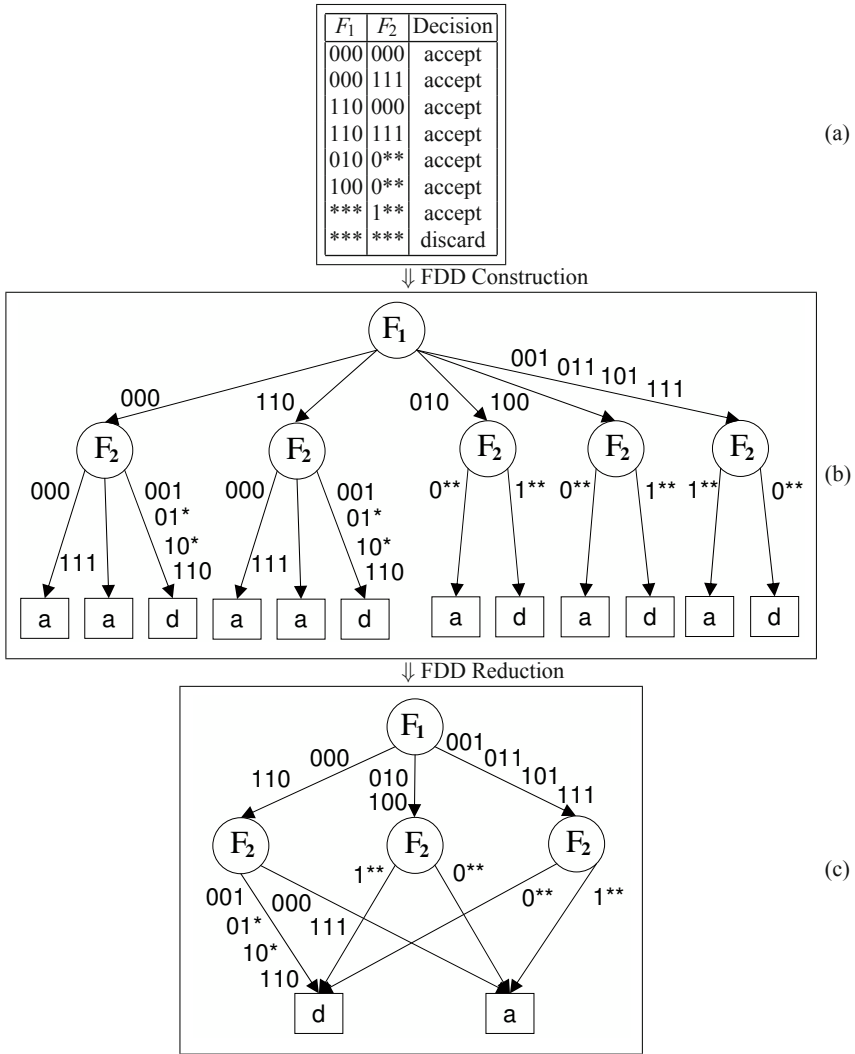 F1 F2 Decision
000 000 accept
000 111 accept
110 000 accept
110 111 accept
010 0** accept
100 0** accept
*** 1** accept
*** *** discard
(a)
⇓ FDD Construction
F1
000 110 010 100 001 011 101 111
F2 F2 F2 F2 F2
000 111 001 01* 10* 110
000 111 001 01* 10* 110
0** 1** 0** 1** 1** 0**
a a d a a d a d a d a d
(b)
⇓ FDD Reduction
F1
110 000 010 100 001 011 101 111
F2 F2 F2
001 01* 10* 110 000 111 1** 0** 0** 1**
d a
(c)